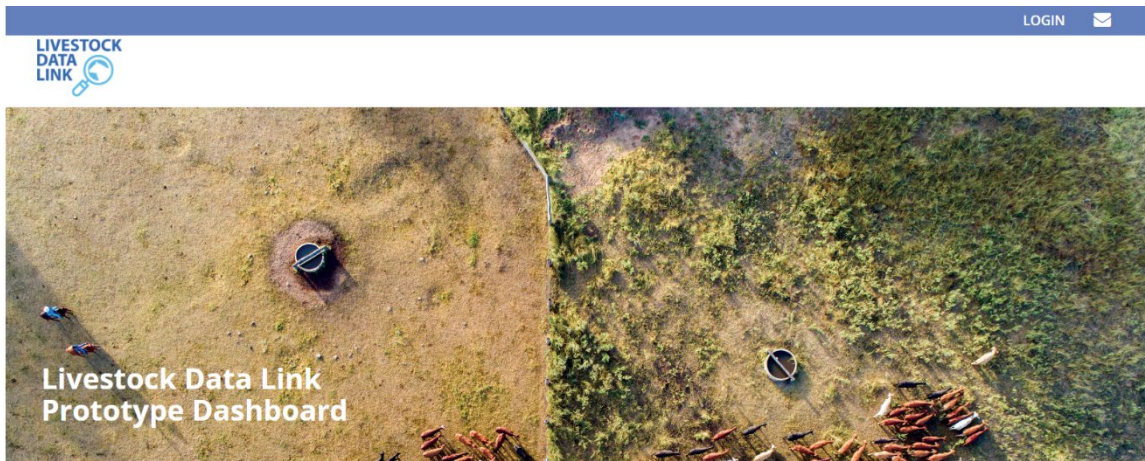 LOGIN
LIVESTOCK
DATA
LINK
Livestock Data Link
Prototype Dashboard